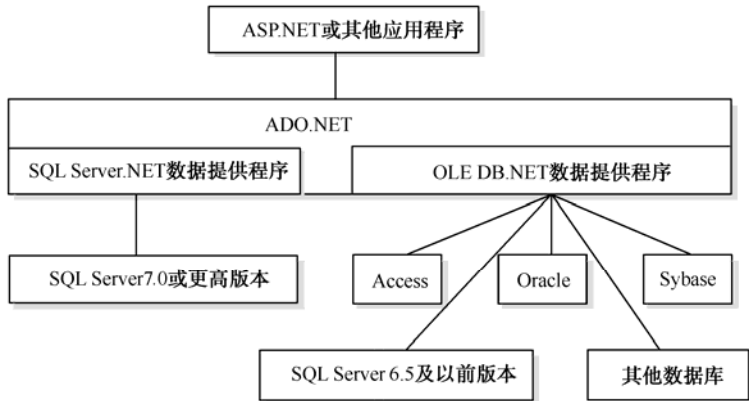 ASP.NET或其他应用程序
ADO.NET
SQL Server.NET数据提供程序
OLE DB.NET数据提供程序
SQL Server7.0或更高版本
Access
Oracle
Sybase
SQL Server 6.5及以前版本
其他数据库